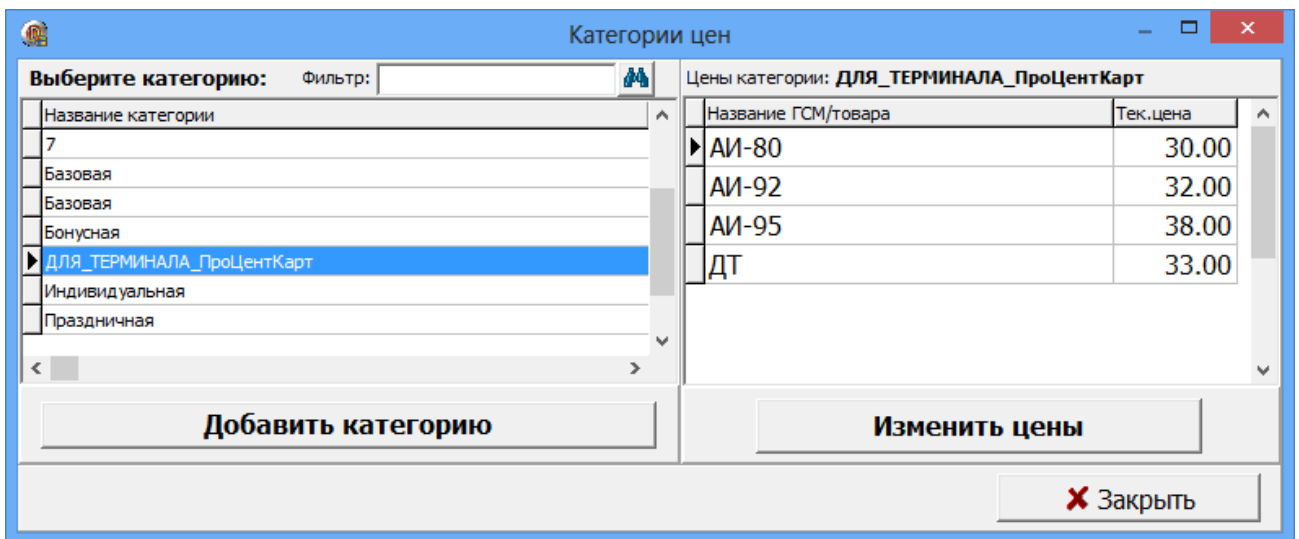 Категории цен
Выберите категорию: Фильтр:
Название категории
7
Базовая
Базовая
Бонусная
ДЛЯ_ТЕРМИНАЛА_ПроЦентКарт
Индивидуальная
Праздничная
Добавить категорию
Цены категории: ДЛЯ_ТЕРМИНАЛА_ПроЦентКарт
Название ГСМ/товара Тек.цена
АИ-80 30.00
АИ-92 32.00
АИ-95 38.00
ДТ 33.00
Изменить цены
Закрыть